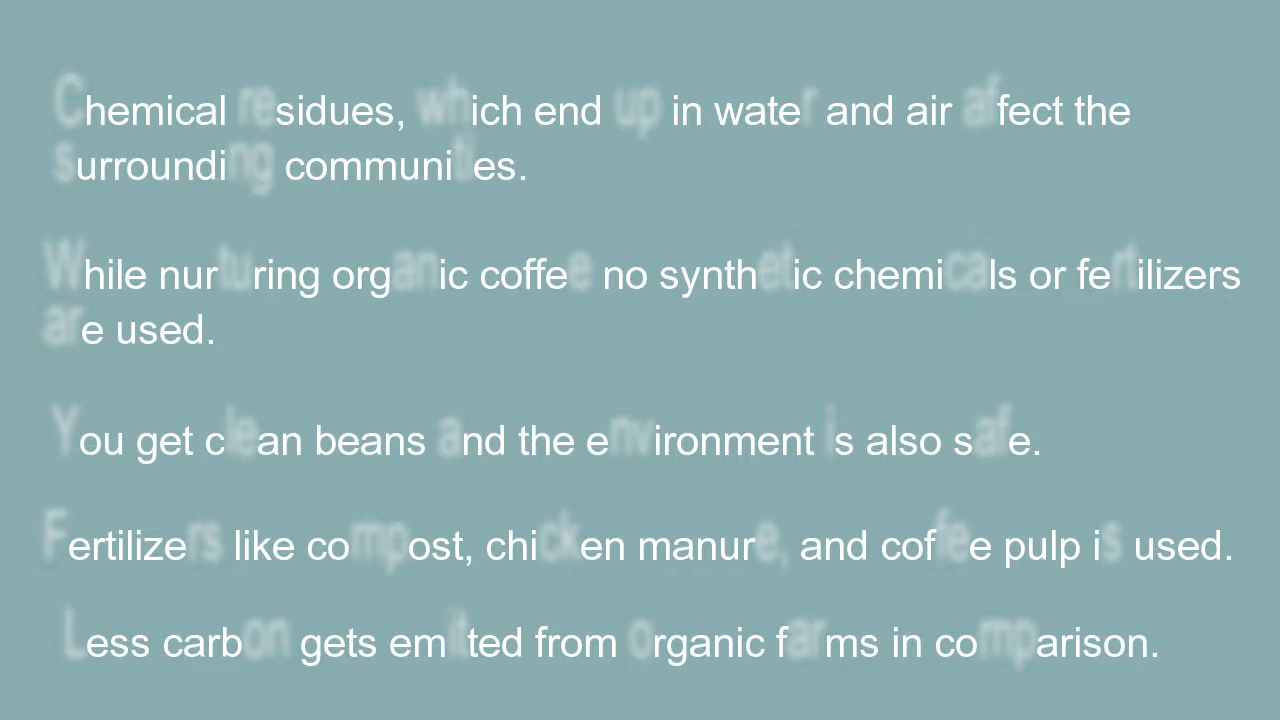 Chemical residues, which end up in water and air affect the
surrounding communities.
While nurturing organic coffee no synthetic chemicals or fertilizers
are used.
You get clean beans and the environment is also safe.
Fertilizers like compost, chicken manure, and coffee pulp is used.
Less carbon gets emitted from organic farms in comparison.